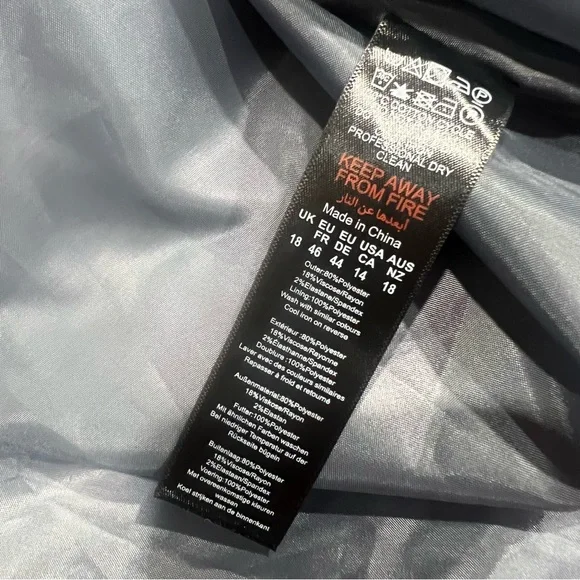 PROFESSIONAL DRY
CLEAN
KEEP AWAY
FROM FIRE
أبعدها عن النار
Made in China
UK EU EU USA AUS
FR DE CA NZ
18 46 44 14 18
Outer:80%Polyester
18%Viscose/Rayon
2%Elastane/Spandex
Lining:100%Polyester
Wash with similar colours
Cool iron on reverse
Extérieur:80%Polyester
18%Viscose/Rayonne
2%Élasthanne/Spandex
Doublure:100%Polyester
Laver avec des couleurs similaires
Repasser à froid et retourné
Außenmaterial:80%Polyester
18%Viskose/Rayon
2%Elastan
Futter:100%Polyester
Mit ähnlichen Farben waschen
Bei niedriger Temperatur auf der
Rückseite bügeln
Buitenlaag:80%Polyester
18%Viscose/Rayon
2%Elastaan/Spandex
Voering:100%Polyester
Met overeenkomstige kleuren
wassen
Koel strijken aan de binnenkant